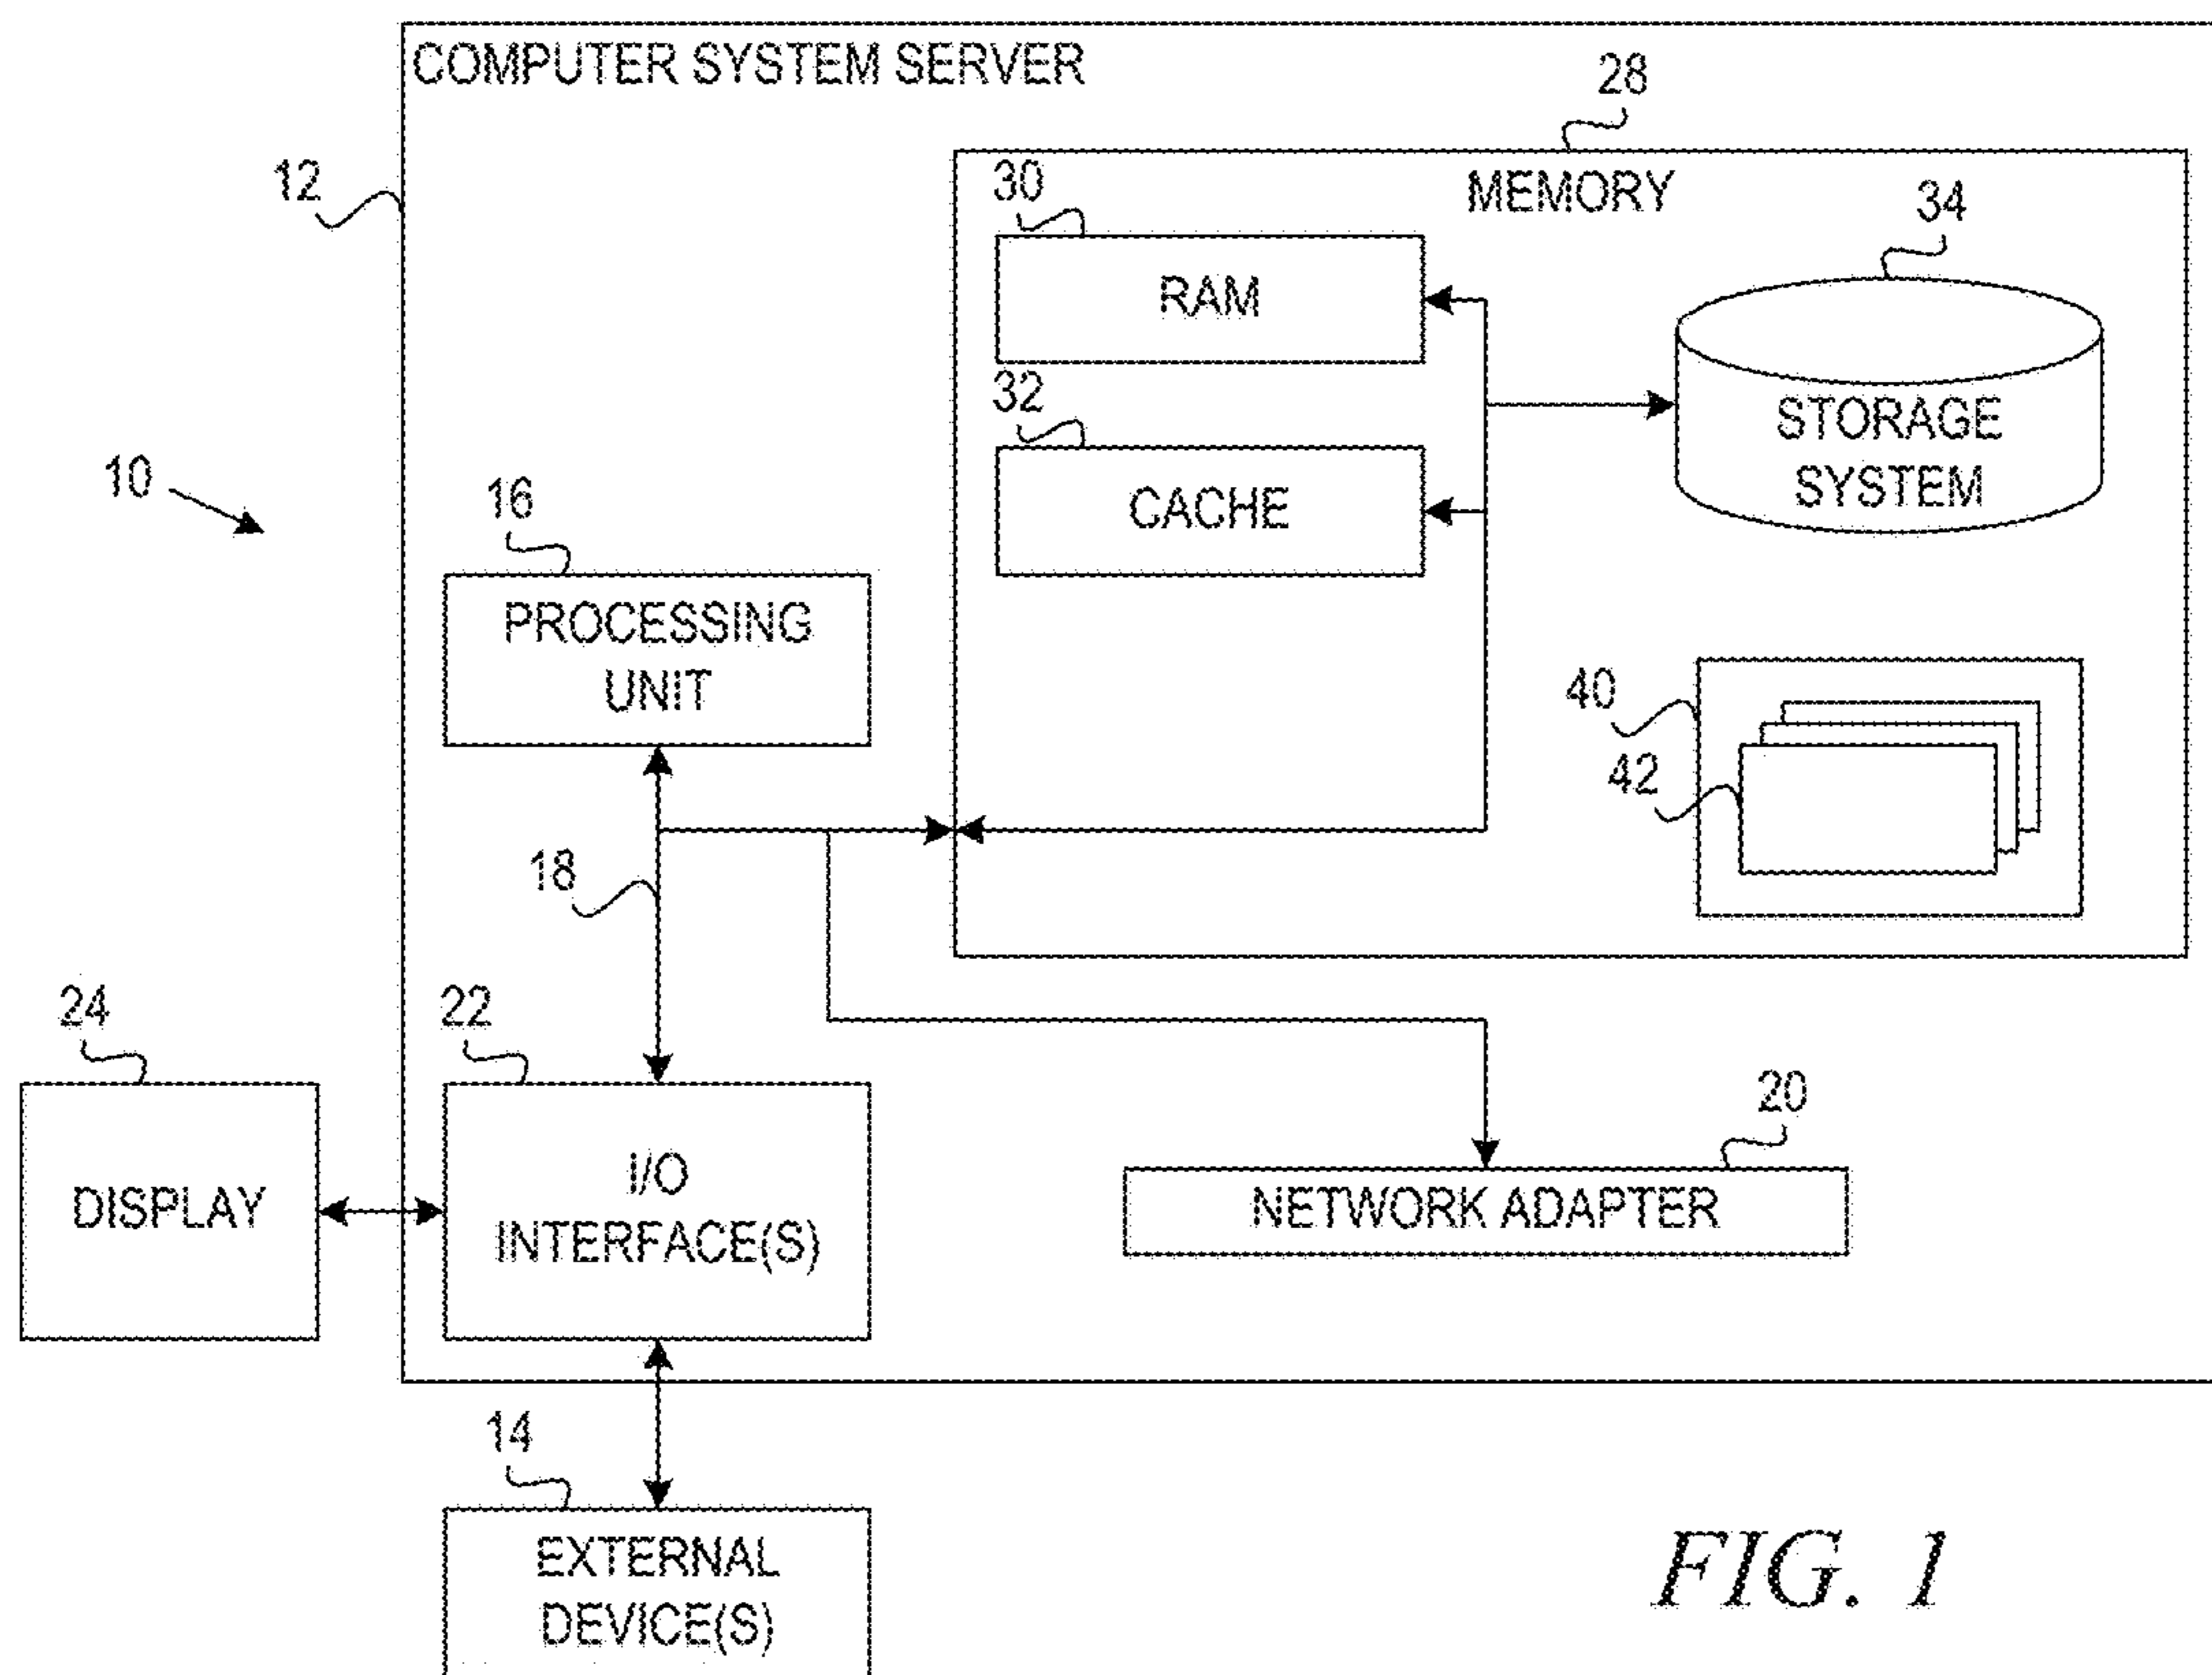 COMPUTER SYSTEM SERVER
28
12
MEMORY
30
34
RAM
32
STORAGE
SYSTEM
CACHE
10
16
PROCESSING
UNIT
40
42
18
24
22
20
DISPLAY
I/O
INTERFACE(S)
NETWORK ADAPTER
14
EXTERNAL
DEVICE(S)
FIG. 1